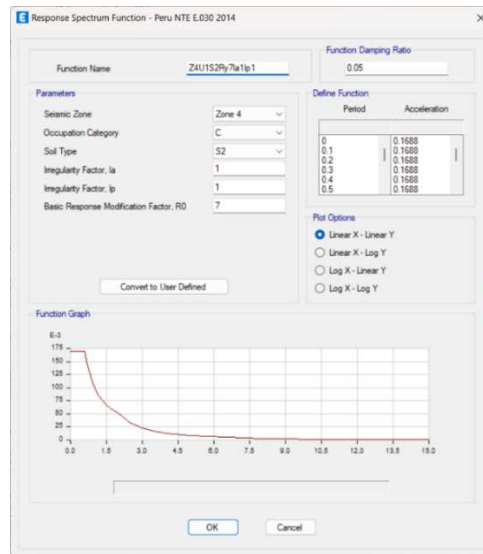 E Response Spectrum Function - Peru NTE E.030 2014
Function Damping Ratio
Function Name Z4U1S2Ry7Ia1Ip1 0.05
Parameters Define Function
Seismic Zone Zone 4 Period Acceleration
Occupation Category C
Soil Type S2
Irregularity Factor, Ia 1
Irregularity Factor, Ip 1
Basic Response Modification Factor, R0 7
0 0.1688
0.1 0.1688
0.2 0.1688
0.3 0.1688
0.4 0.1688
0.5 0.1688
Plot Options
Linear X - Linear Y
Linear X - Log Y
Log X - Linear Y
Log X - Log Y
Convert to User Defined
Function Graph
E-3
175
150
125
100
75
50
25
0
0.0 1.5 3.0 4.5 6.0 7.5 9.0 10.5 12.0 13.5 15.0
OK Cancel